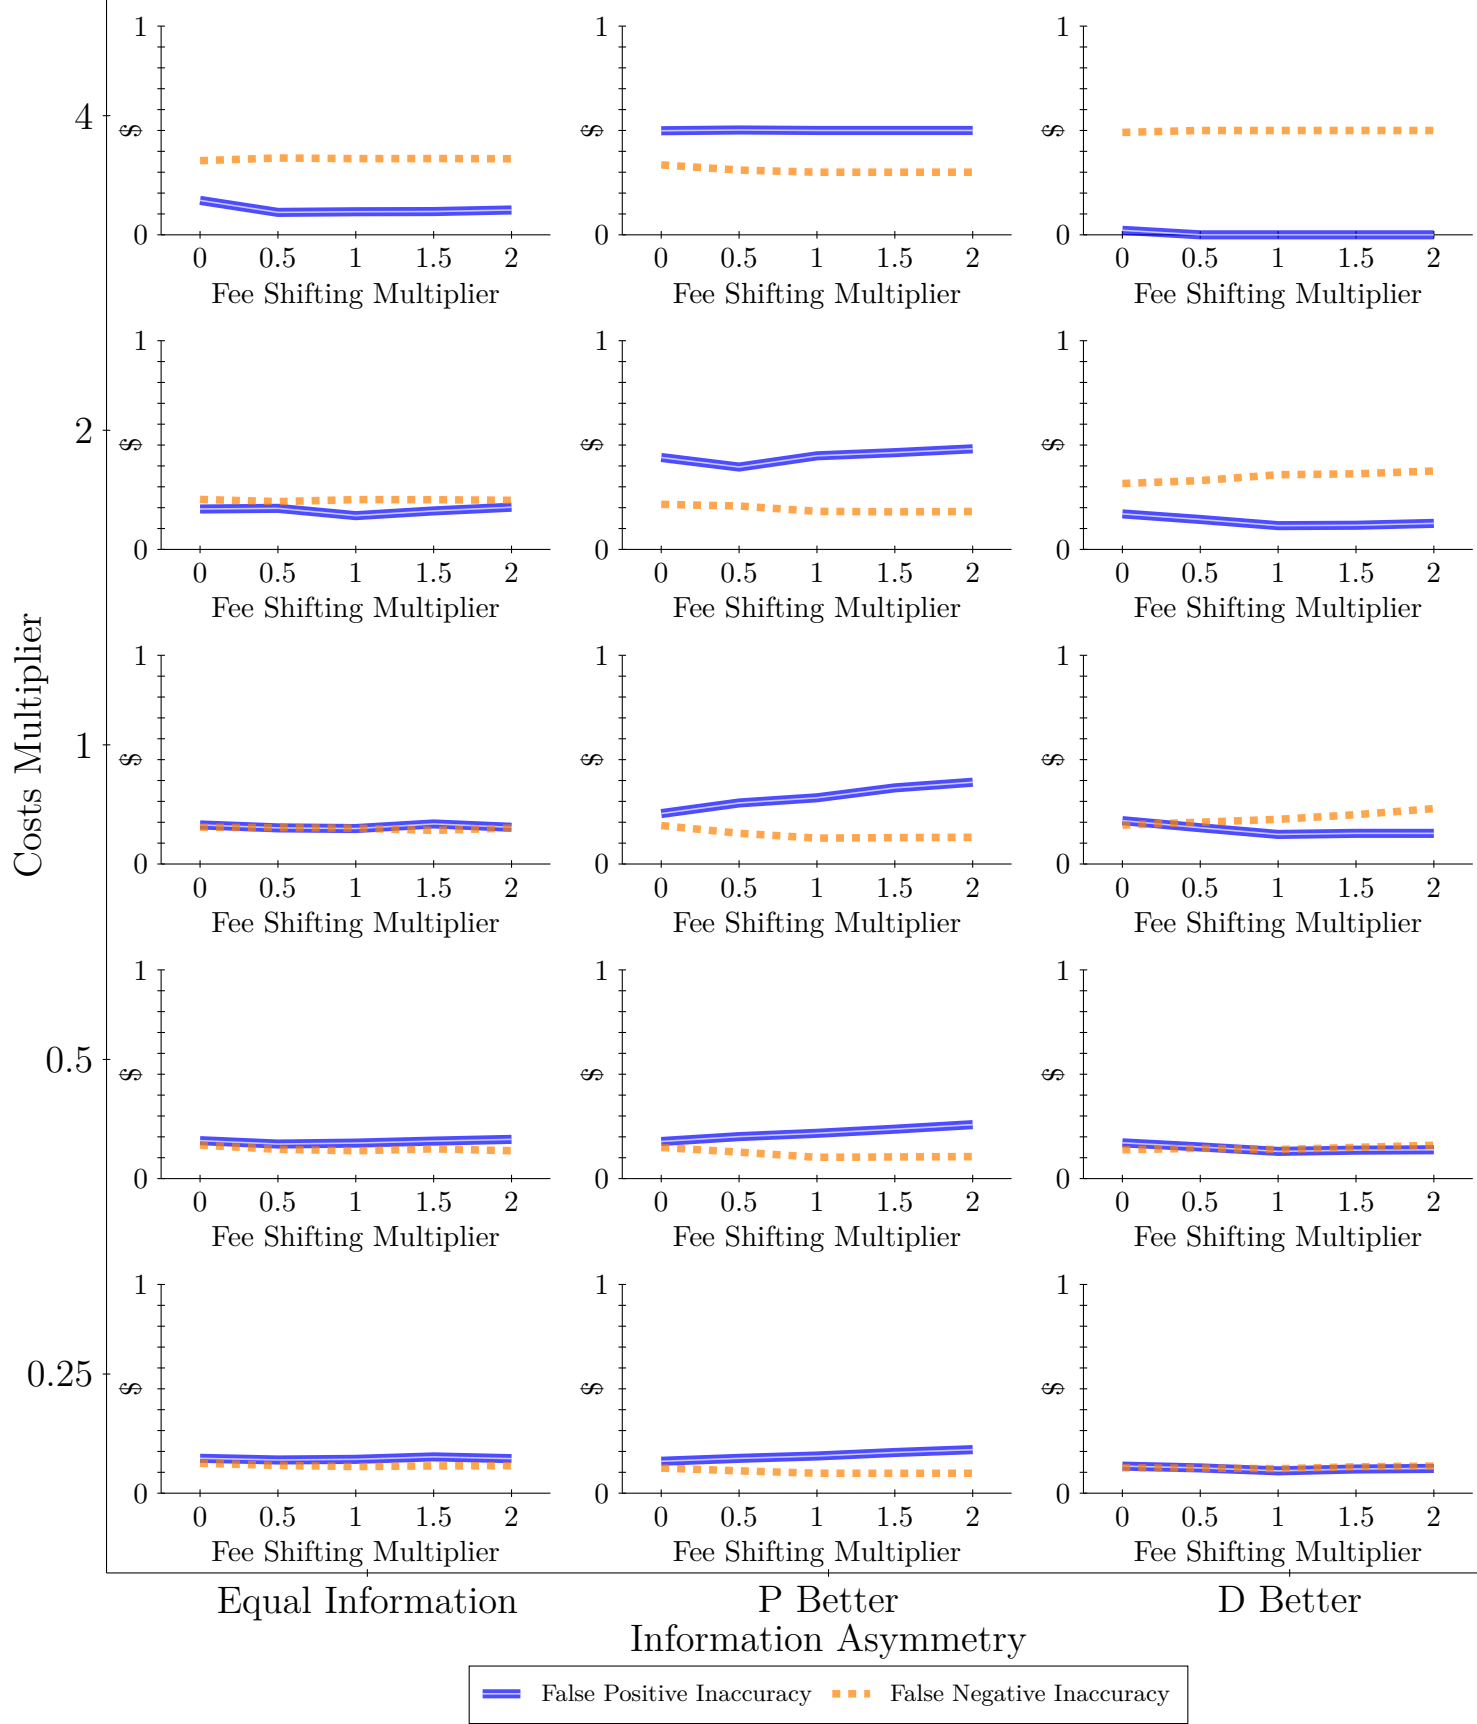 Costs Multiplier
4
1
$
0
0 0.5 1 1.5 2
Fee Shifting Multiplier
1
$
0
0 0.5 1 1.5 2
Fee Shifting Multiplier
1
$
0
0 0.5 1 1.5 2
Fee Shifting Multiplier
2
1
$
0
0 0.5 1 1.5 2
Fee Shifting Multiplier
1
$
0
0 0.5 1 1.5 2
Fee Shifting Multiplier
1
$
0
0 0.5 1 1.5 2
Fee Shifting Multiplier
1
1
$
0
0 0.5 1 1.5 2
Fee Shifting Multiplier
1
$
0
0 0.5 1 1.5 2
Fee Shifting Multiplier
1
$
0
0 0.5 1 1.5 2
Fee Shifting Multiplier
0.5
1
$
0
0 0.5 1 1.5 2
Fee Shifting Multiplier
1
$
0
0 0.5 1 1.5 2
Fee Shifting Multiplier
1
$
0
0 0.5 1 1.5 2
Fee Shifting Multiplier
0.25
1
$
0
0 0.5 1 1.5 2
Fee Shifting Multiplier
1
$
0
0 0.5 1 1.5 2
Fee Shifting Multiplier
1
$
0
0 0.5 1 1.5 2
Fee Shifting Multiplier
Equal Information P Better D Better
Information Asymmetry
False Positive Inaccuracy False Negative Inaccuracy